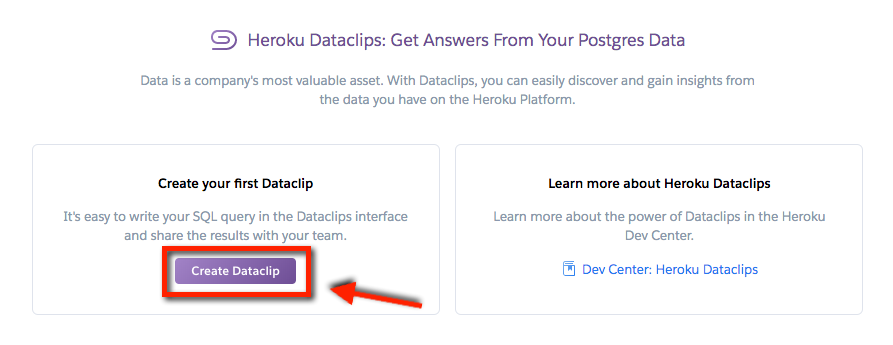 Heroku Dataclips: Get Answers From Your Postgres Data
Data is a company's most valuable asset. With Dataclips, you can easily discover and gain insights from
the data you have on the Heroku Platform.
Create your first Dataclip
It's easy to write your SQL query in the Dataclips interface
and share the results with your team.
Create Dataclip
Learn more about Heroku Dataclips
Learn more about the power of Dataclips in the Heroku
Dev Center.
Dev Center: Heroku Dataclips